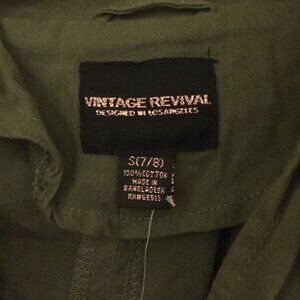 VINTAGE REVIVAL
DESIGNED IN LOS ANGELES
S(7/8)
100% COTTON
MADE IN
BANGLADESH